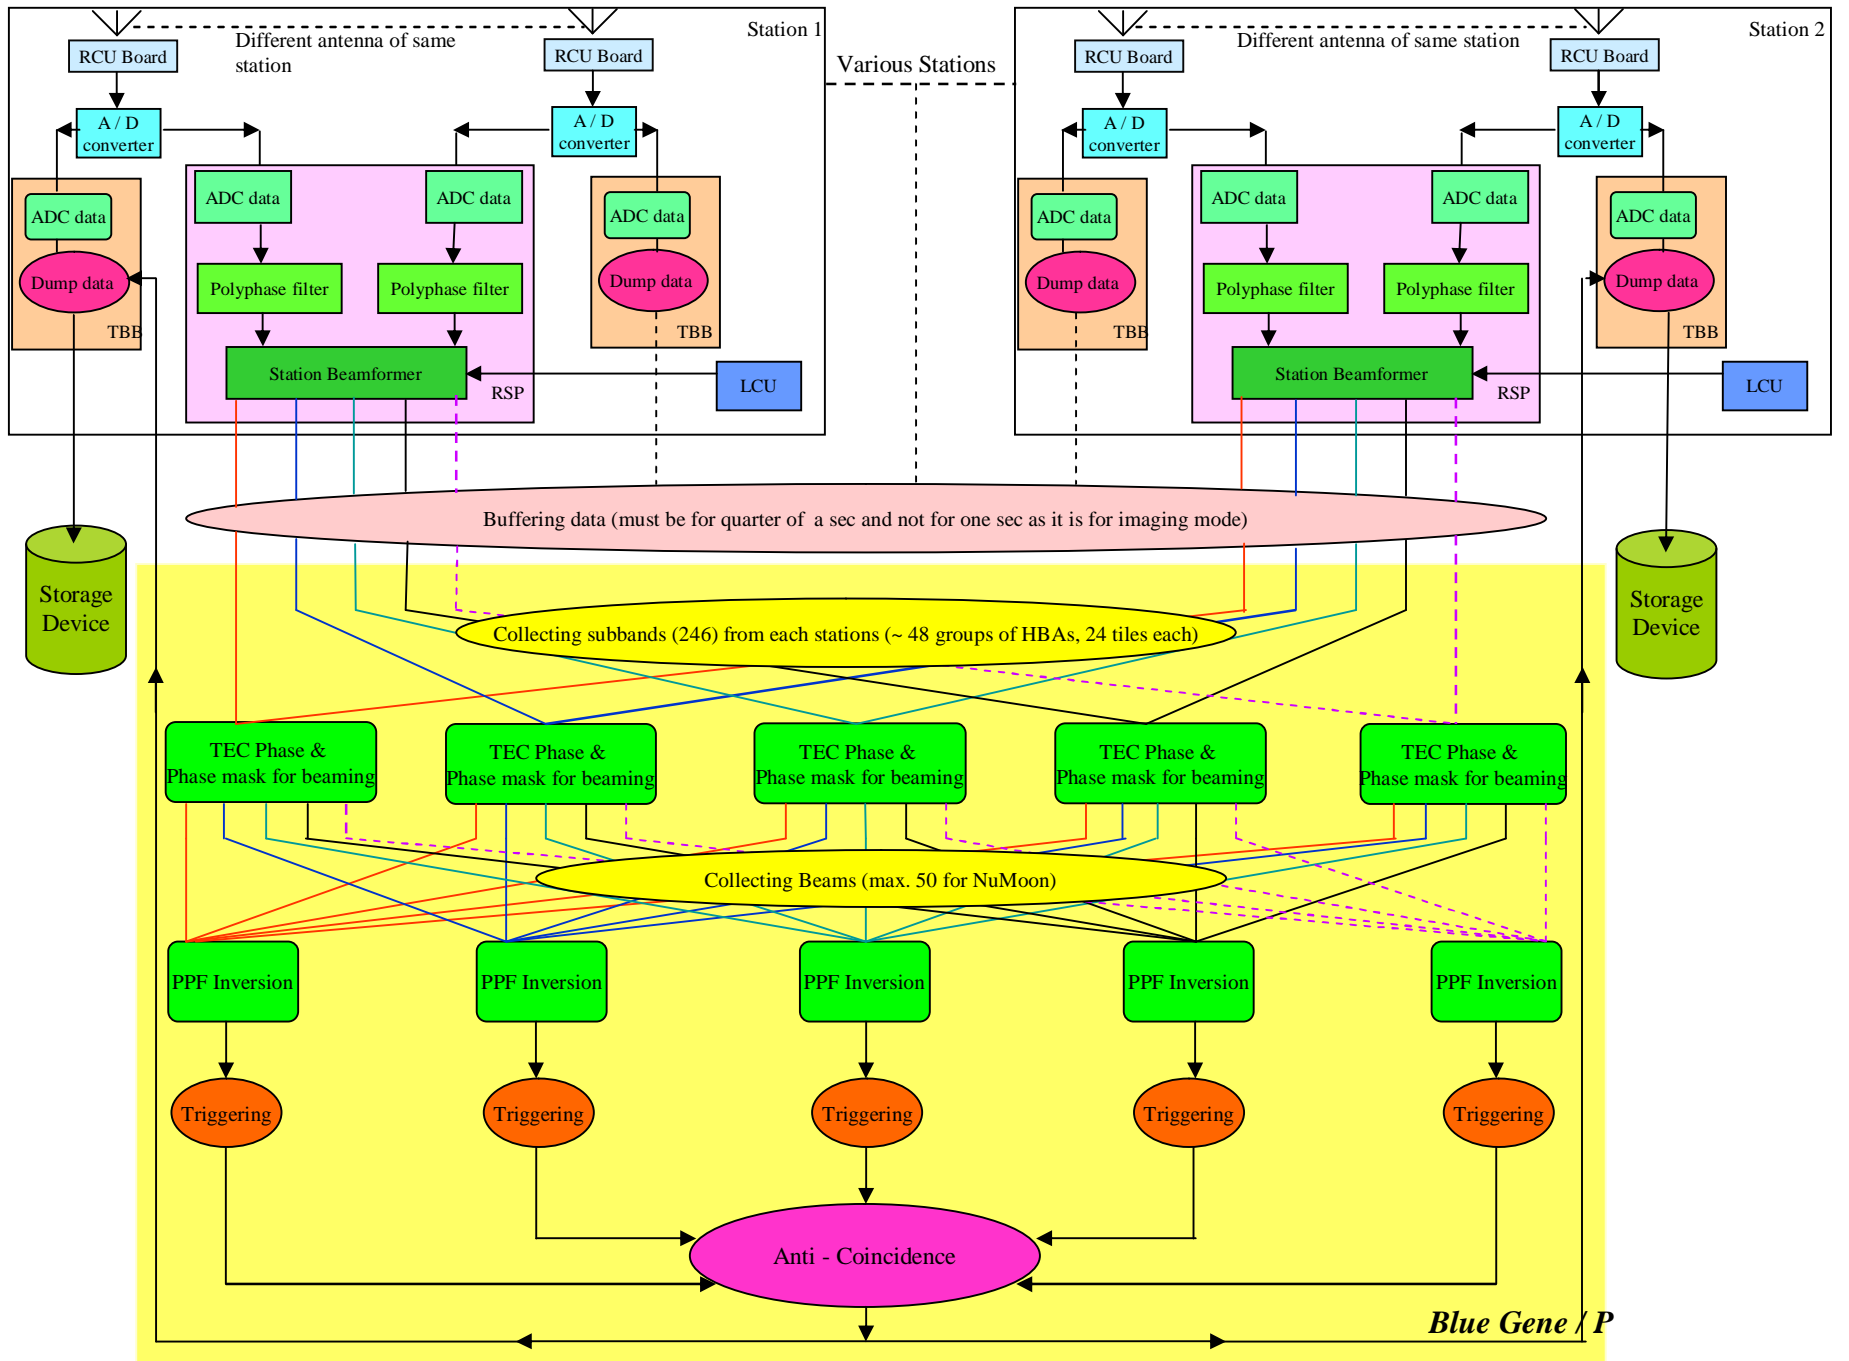 Station 1
Different antenna of same
station
RCU Board
RCU Board
A / D
converter
A / D
converter
ADC data
ADC data
ADC data
ADC data
Dump data
Polyphase filter
Polyphase filter
Dump data
TBB
TBB
Station Beamformer
RSP
LCU
Various Stations
Station 2
Different antenna of same station
RCU Board
RCU Board
A / D
converter
A / D
converter
ADC data
ADC data
ADC data
ADC data
Dump data
Polyphase filter
Polyphase filter
Dump data
TBB
TBB
Station Beamformer
RSP
LCU
Buffering data (must be for quarter of a sec and not for one sec as it is for imaging mode)
Storage
Device
Storage
Device
Collecting subbands (246) from each stations (~ 48 groups of HBAs, 24 tiles each)
TEC Phase &
Phase mask for beaming
TEC Phase &
Phase mask for beaming
TEC Phase &
Phase mask for beaming
TEC Phase &
Phase mask for beaming
TEC Phase &
Phase mask for beaming
Collecting Beams (max. 50 for NuMoon)
PPF Inversion
PPF Inversion
PPF Inversion
PPF Inversion
PPF Inversion
Triggering
Triggering
Triggering
Triggering
Triggering
Anti - Coincidence
Blue Gene / P